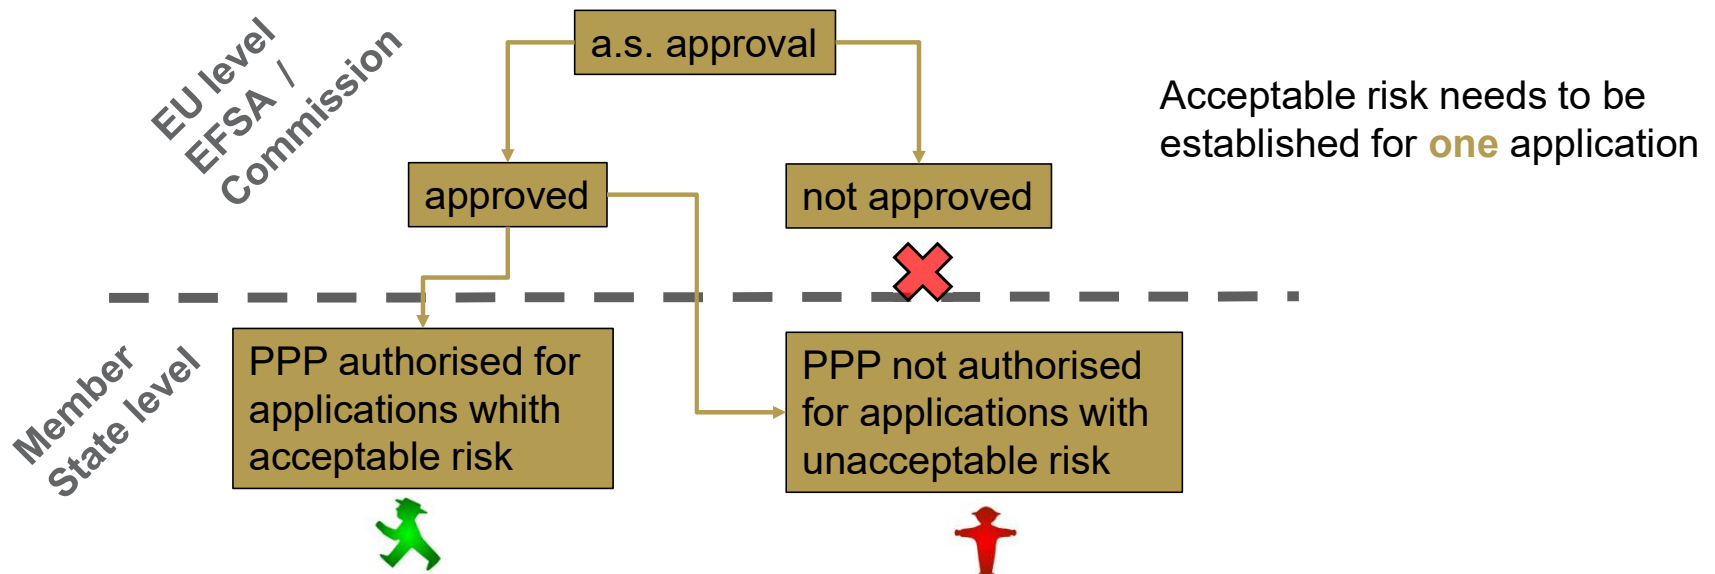 EU level
EFSA /
Commission
a.s. approval
Acceptable risk needs to be
established for one application
approved
not approved
Member
State level
PPP authorised for
applications whith
acceptable risk
PPP not authorised
for applications with
unacceptable risk